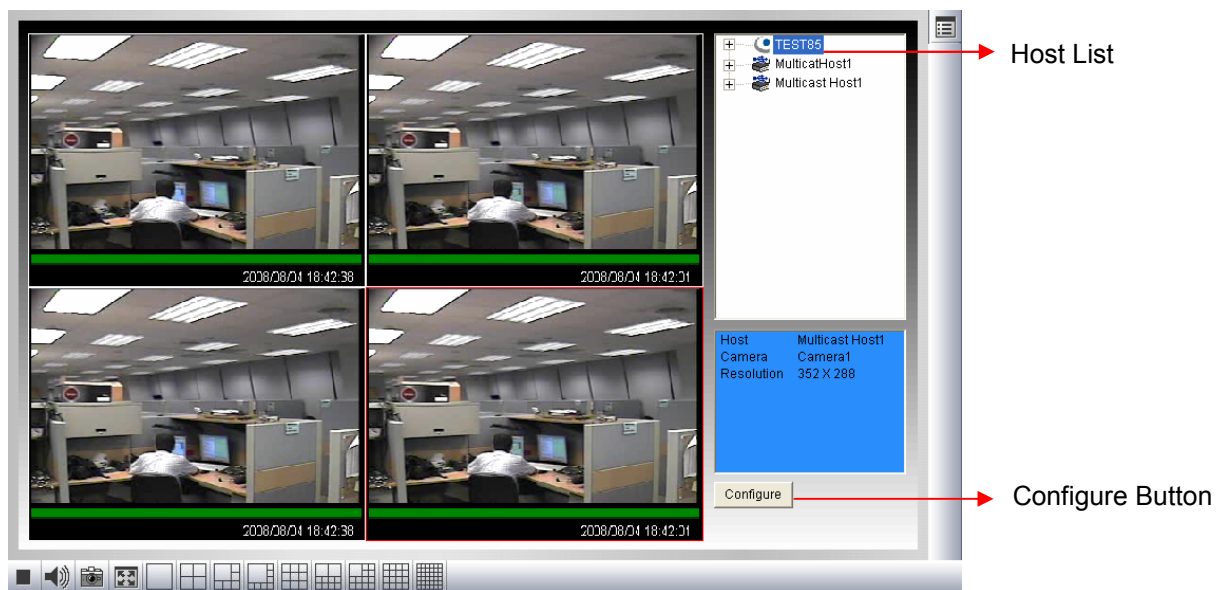 TEST85
MulticatHost1
Multicast Host1
Host List
2008/08/04 18:42:38
2008/08/04 18:42:01
Host Multicast Host1
Camera Camera1
Resolution 352 X 288
Configure
Configure Button
2008/08/04 18:42:38
2008/08/04 18:42:01